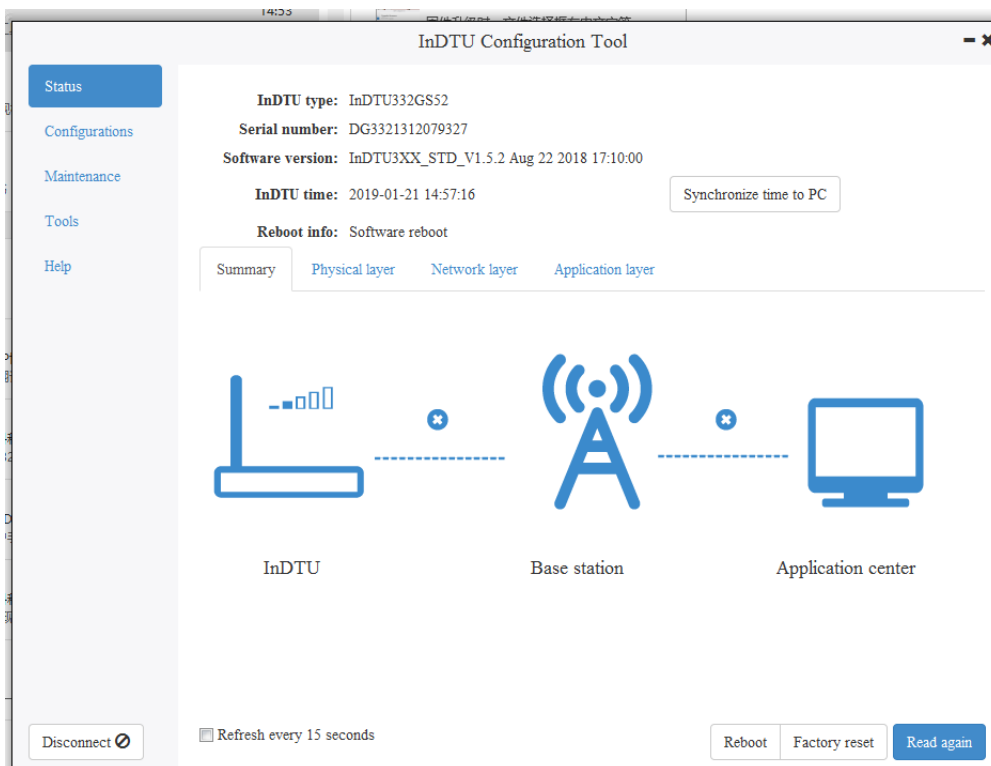 14:53
InDTU Configuration Tool
Status
Configurations
Maintenance
Tools
Help
InDTU type: InDTU332GS52
Serial number: DG3321312079327
Software version: InDTU3XX_STD_V1.5.2 Aug 22 2018 17:10:00
InDTU time: 2019-01-21 14:57:16
Synchronize time to PC
Reboot info: Software reboot
Summary Physical layer Network layer Application layer
InDTU Base station Application center
Disconnect
Refresh every 15 seconds
Reboot Factory reset Read again